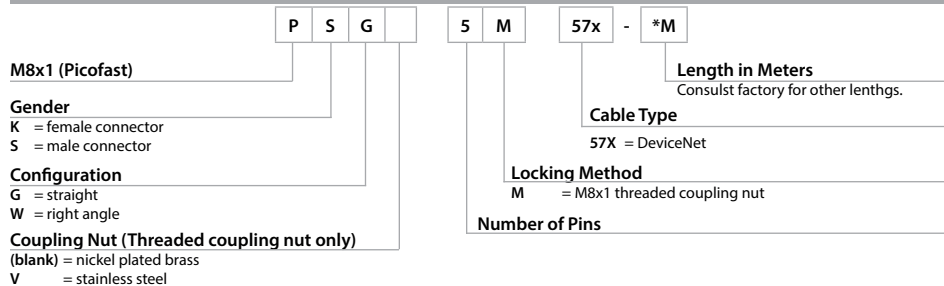 P S G 5 M 57x - *M
M8x1 (Picofast)
Gender
K = female connector
S = male connector
Configuration
G = straight
W = right angle
Coupling Nut (Threaded coupling nut only)
(blank) = nickel plated brass
V = stainless steel
Length in Meters
Consulst factory for other lenthgs.
Cable Type
57X = DeviceNet
Locking Method
M = M8x1 threaded coupling nut
Number of Pins